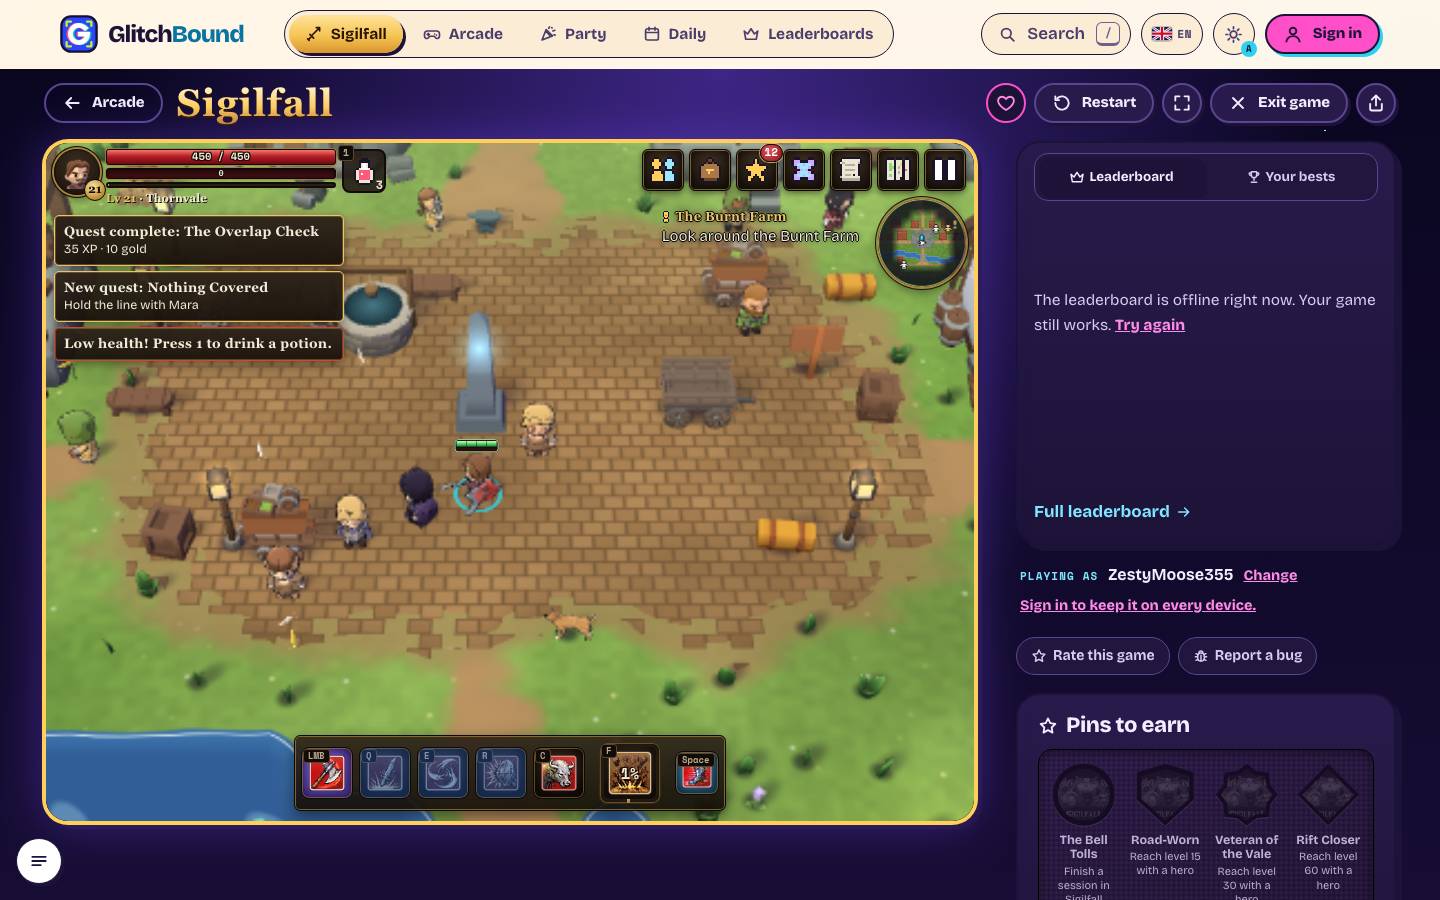 GlitchBound
Sigilfall
Arcade
Party
Daily
Leaderboards
Search /
EN
A
Sign in
Arcade
Sigilfall
Restart
Exit game
450 / 450
0
21
Lv 21 · Thornvale
1
3
12
Quest complete: The Overlap Check
35 XP · 10 gold
New quest: Nothing Covered
Hold the line with Mara
Low health! Press 1 to drink a potion.
! The Burnt Farm
Look around the Burnt Farm
LMB
Q
E
R
C
F
1%
Space
Leaderboard
Your bests
The leaderboard is offline right now. Your game
still works. Try again
Full leaderboard →
PLAYING AS ZestyMoose355 Change
Sign in to keep it on every device.
Rate this game
Report a bug
Pins to earn
The Bell
Tolls
Finish a
session in
Sigilfall
Road-Worn
Reach level 15
with a hero
Veteran of
the Vale
Reach level
30 with a
hero
Rift Closer
Reach level
60 with a
hero